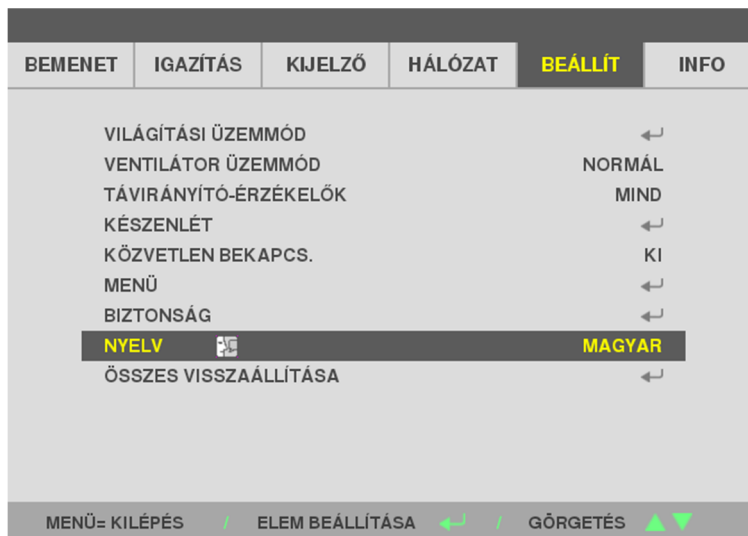 BEMENET IGAZÍTÁS KIJELZŐ HÁLÓZAT BEÁLLÍT INFO
VILÁGÍTÁSI ÜZEMMÓD
VENTILÁTOR ÜZEMMÓD NORMÁL
TÁVIRÁNYÍTÓ-ÉRZÉKELŐK MIND
KÉSZENLÉT
KÖZVETLEN BEKAPCS. KI
MENÜ
BIZTONSÁG
NYELV MAGYAR
ÖSSZES VISSZAÁLLÍTÁSA
MENÜ= KILÉPÉS / ELEM BEÁLLÍTÁSA / GÖRGETÉS